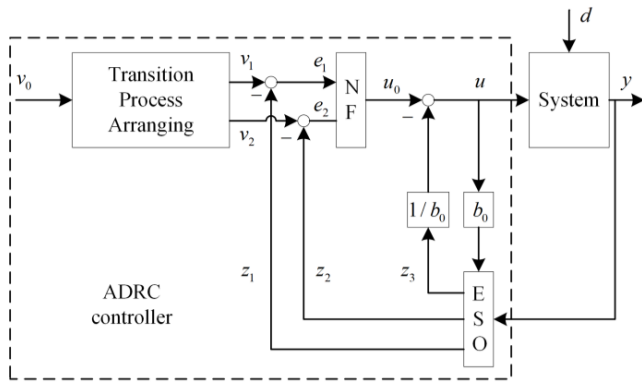 d
v₀
Transition
Process
Arranging
v₁
v₂
−
−
e₁
e₂
N
F
u₀
−
u
System
y
1/b₀
b₀
z₁
z₂
z₃
E
S
O
ADRC
controller